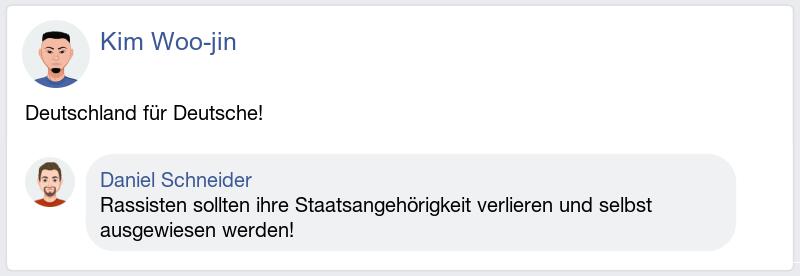 Kim Woo-jin
Deutschland für Deutsche!
Daniel Schneider
Rassisten sollten ihre Staatsangehörigkeit verlieren und selbst
ausgewiesen werden!